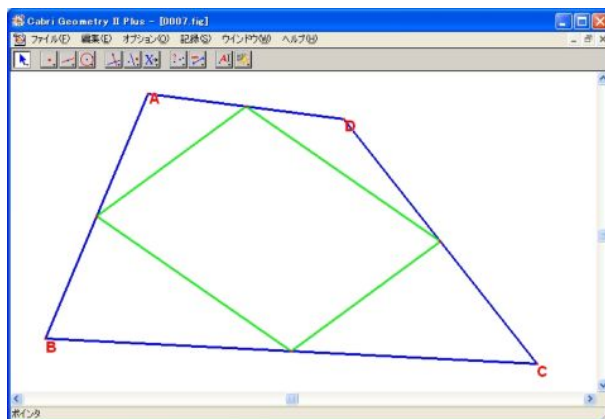 Cabri Geometry II Plus - [0007.fig]
ファイル(F) 編集(E) オプション(O) 記録(S) ウインドウ(W) ヘルプ(H)
A
D
B
C
ポインタ